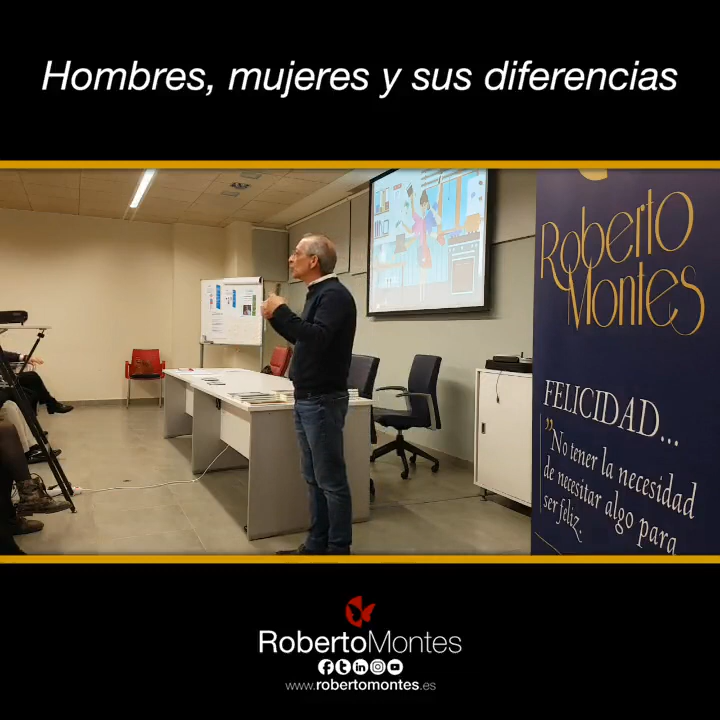 Hombres, mujeres y sus diferencias
Roberto
Montes
FELICIDAD...
"No tener la necesidad
de necesitar algo para
ser feliz.
RobertoMontes
www.robertomontes.es